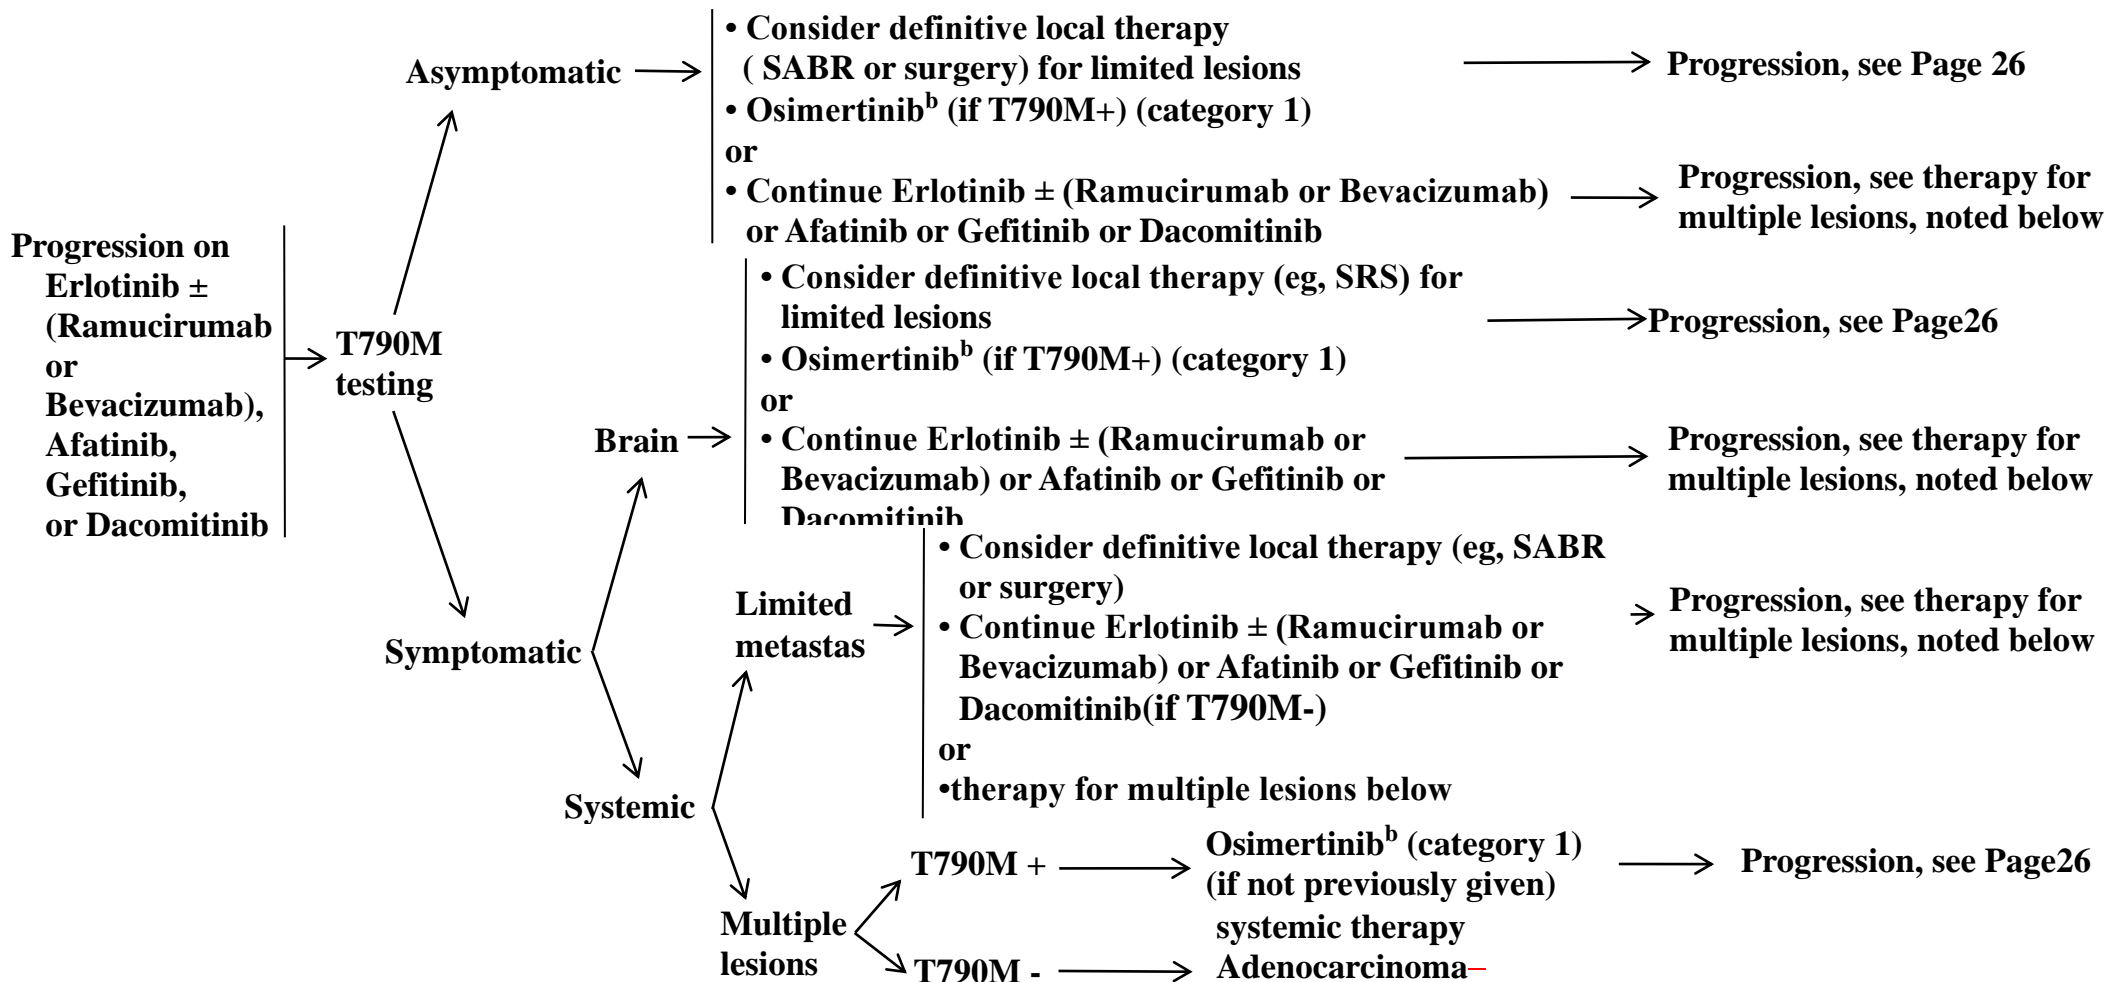 Progression on
Erlotinib ±
(Ramucirumab
or
Bevacizumab),
Afatinib,
Gefitinib,
or Dacomitinib
T790M
testing
Asymptomatic
• Consider definitive local therapy
( SABR or surgery) for limited lesions
• Osimertinibᵇ (if T790M+) (category 1)
or
• Continue Erlotinib ± (Ramucirumab or Bevacizumab)
or Afatinib or Gefitinib or Dacomitinib
Progression, see Page 26
Progression, see therapy for
multiple lesions, noted below
Symptomatic
Brain
• Consider definitive local therapy (eg, SRS) for
limited lesions
• Osimertinibᵇ (if T790M+) (category 1)
or
• Continue Erlotinib ± (Ramucirumab or
Bevacizumab) or Afatinib or Gefitinib or
Dacomitinib
Progression, see Page26
Progression, see therapy for
multiple lesions, noted below
Systemic
Limited
metastas
• Consider definitive local therapy (eg, SABR
or surgery)
• Continue Erlotinib ± (Ramucirumab or
Bevacizumab) or Afatinib or Gefitinib or
Dacomitinib(if T790M-)
or
•therapy for multiple lesions below
Progression, see therapy for
multiple lesions, noted below
Multiple
lesions
T790M +
Osimertinibᵇ (category 1)
(if not previously given)
Progression, see Page26
T790M -
systemic therapy
Adenocarcinoma–